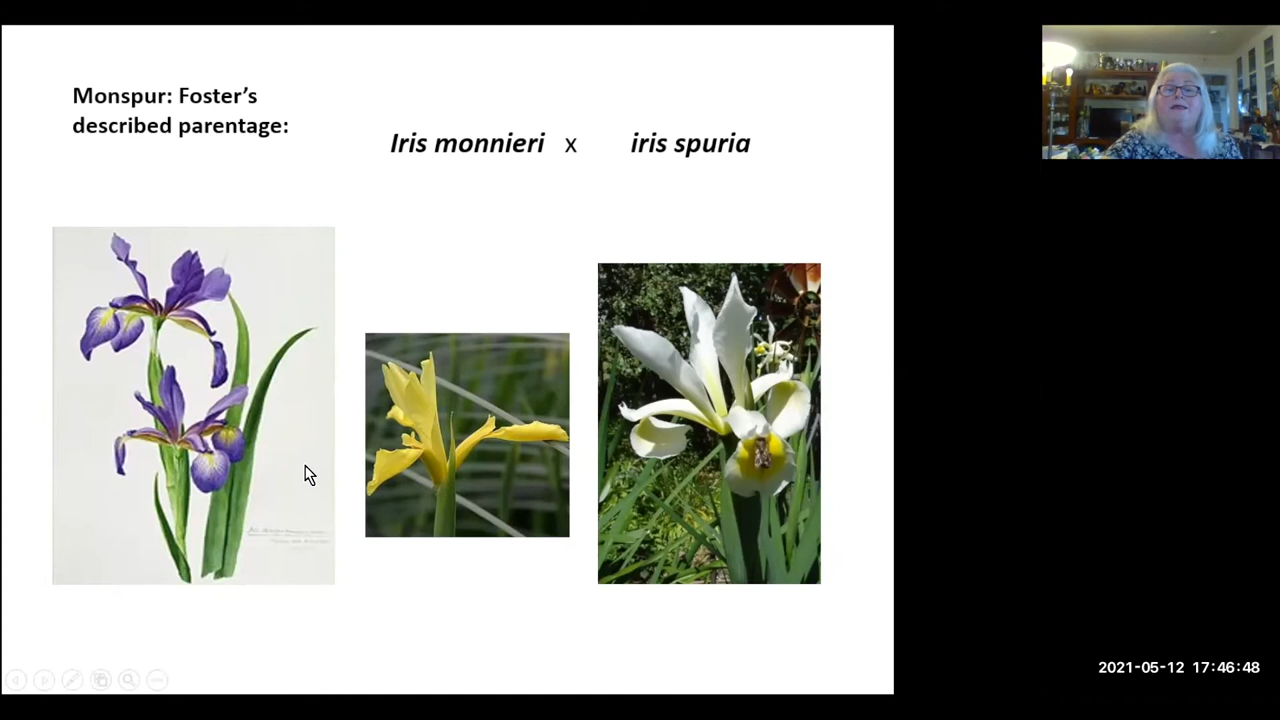 Monspur: Foster’s
described parentage:
Iris monnieri x iris spuria
2021-05-12 17:46:48